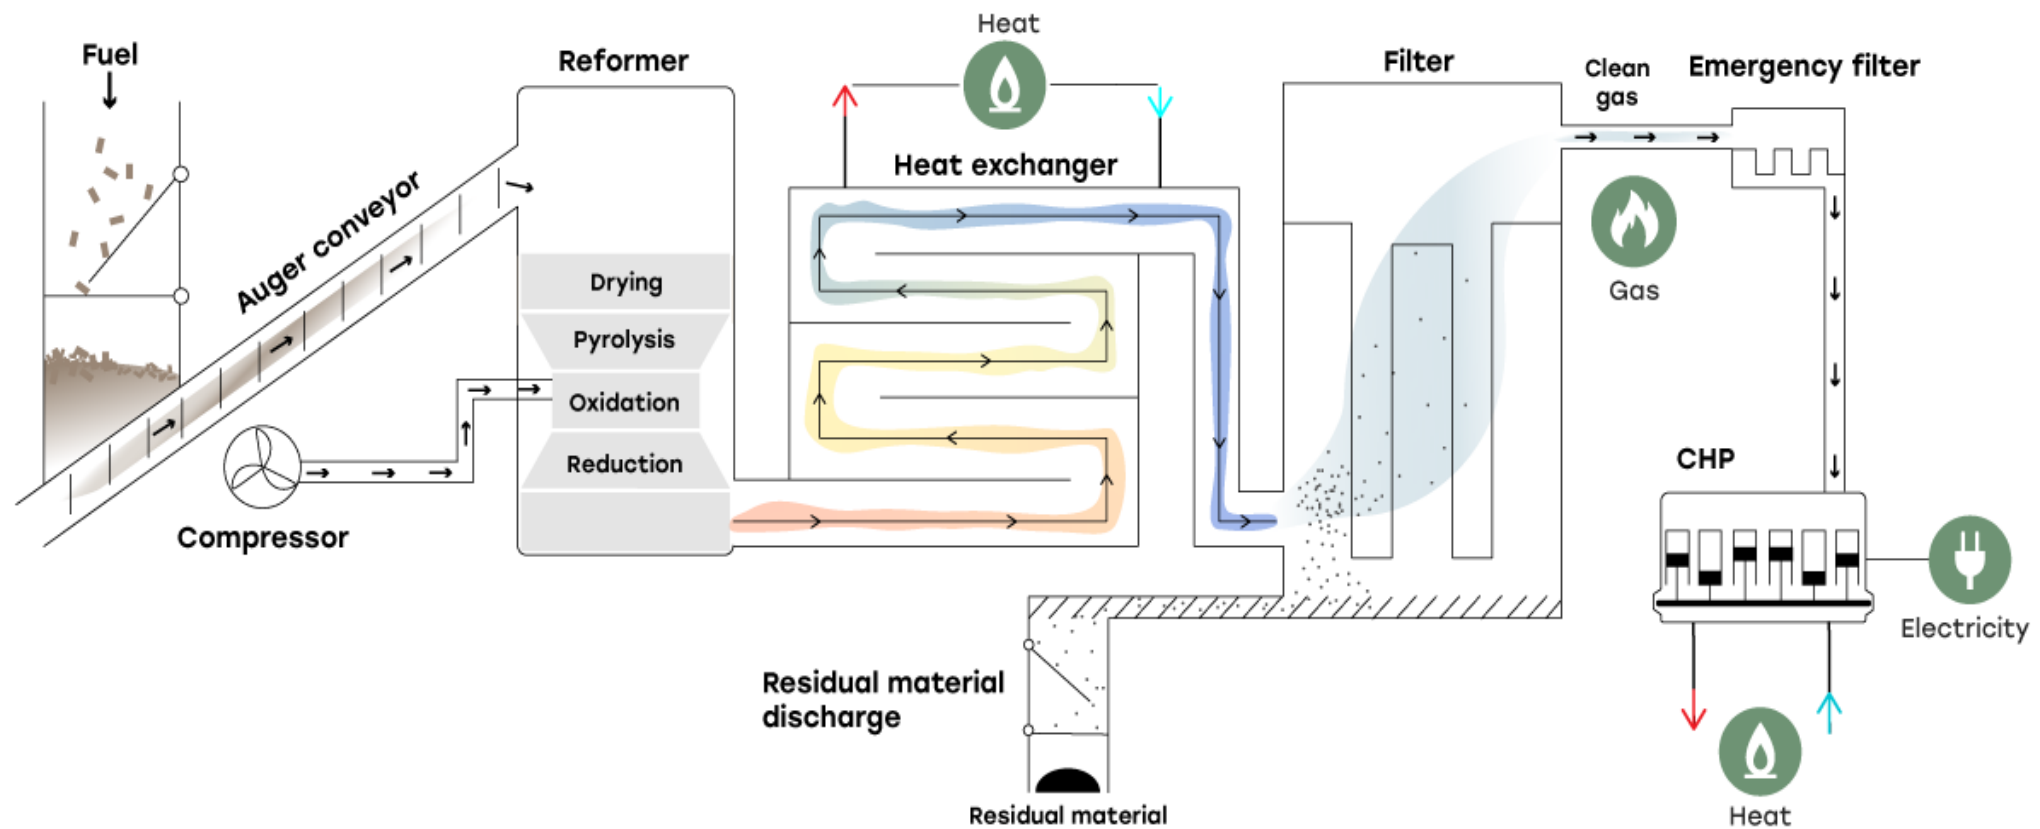 Fuel
Auger conveyor
Compressor
Reformer
Drying
Pyrolysis
Oxidation
Reduction
Heat
Heat exchanger
Filter
Clean
gas
Emergency filter
Gas
CHP
Electricity
Heat
Residual material
discharge
Residual material